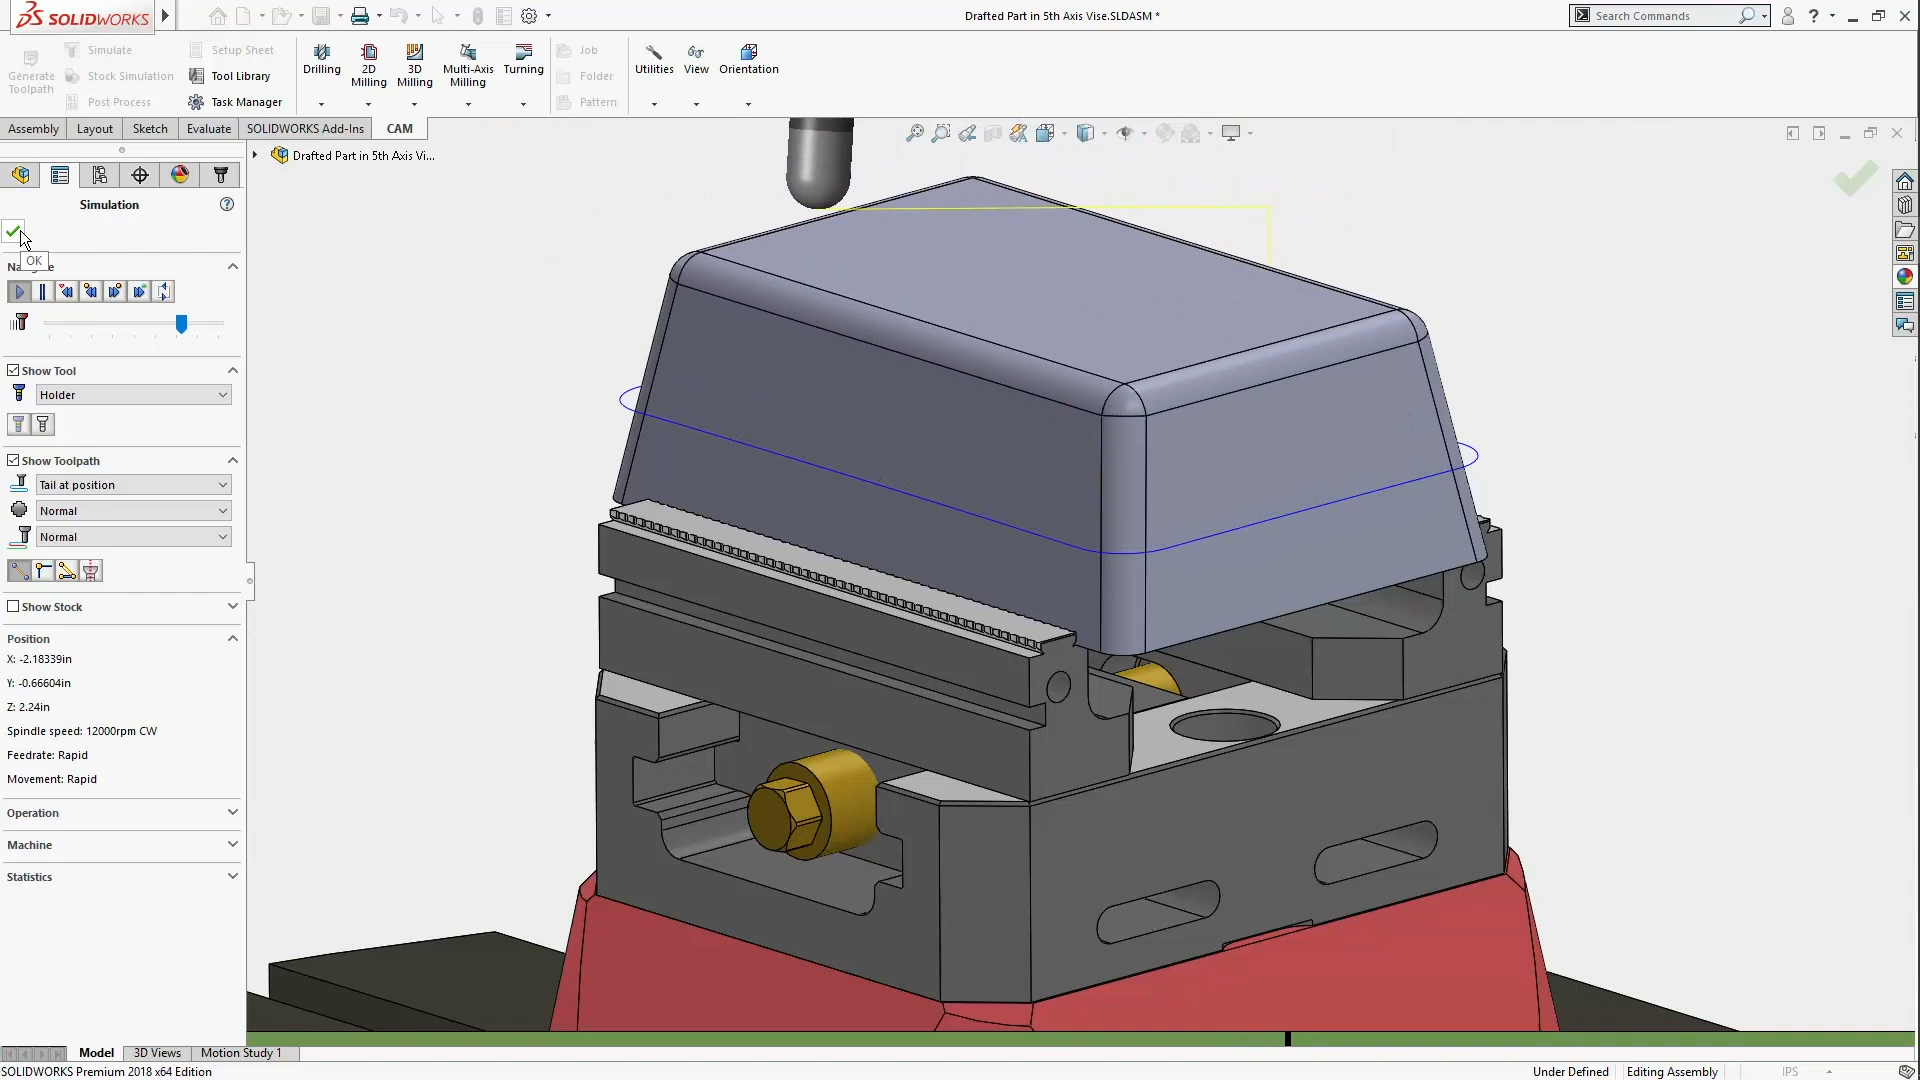 SOLIDWORKS
Drafted Part in 5th Axis Vise.SLDASM *
Search Commands
?
Generate Toolpath
Simulate
Stock Simulation
Post Process
Setup Sheet
Tool Library
Task Manager
Drilling
2D Milling
3D Milling
Multi-Axis Milling
Turning
Job
Folder
Pattern
Utilities
View
Orientation
Assembly
Layout
Sketch
Evaluate
SOLIDWORKS Add-Ins
CAM
Drafted Part in 5th Axis Vi...
Simulation
?
OK
Show Tool
Holder
Show Toolpath
Tail at position
Normal
Normal
Show Stock
Position
X: -2.18339in
Y: -0.66604in
Z: 2.24in
Spindle speed: 12000rpm CW
Feedrate: Rapid
Movement: Rapid
Operation
Machine
Statistics
Model
3D Views
Motion Study 1
SOLIDWORKS Premium 2018 x64 Edition
Under Defined
Editing Assembly
IPS